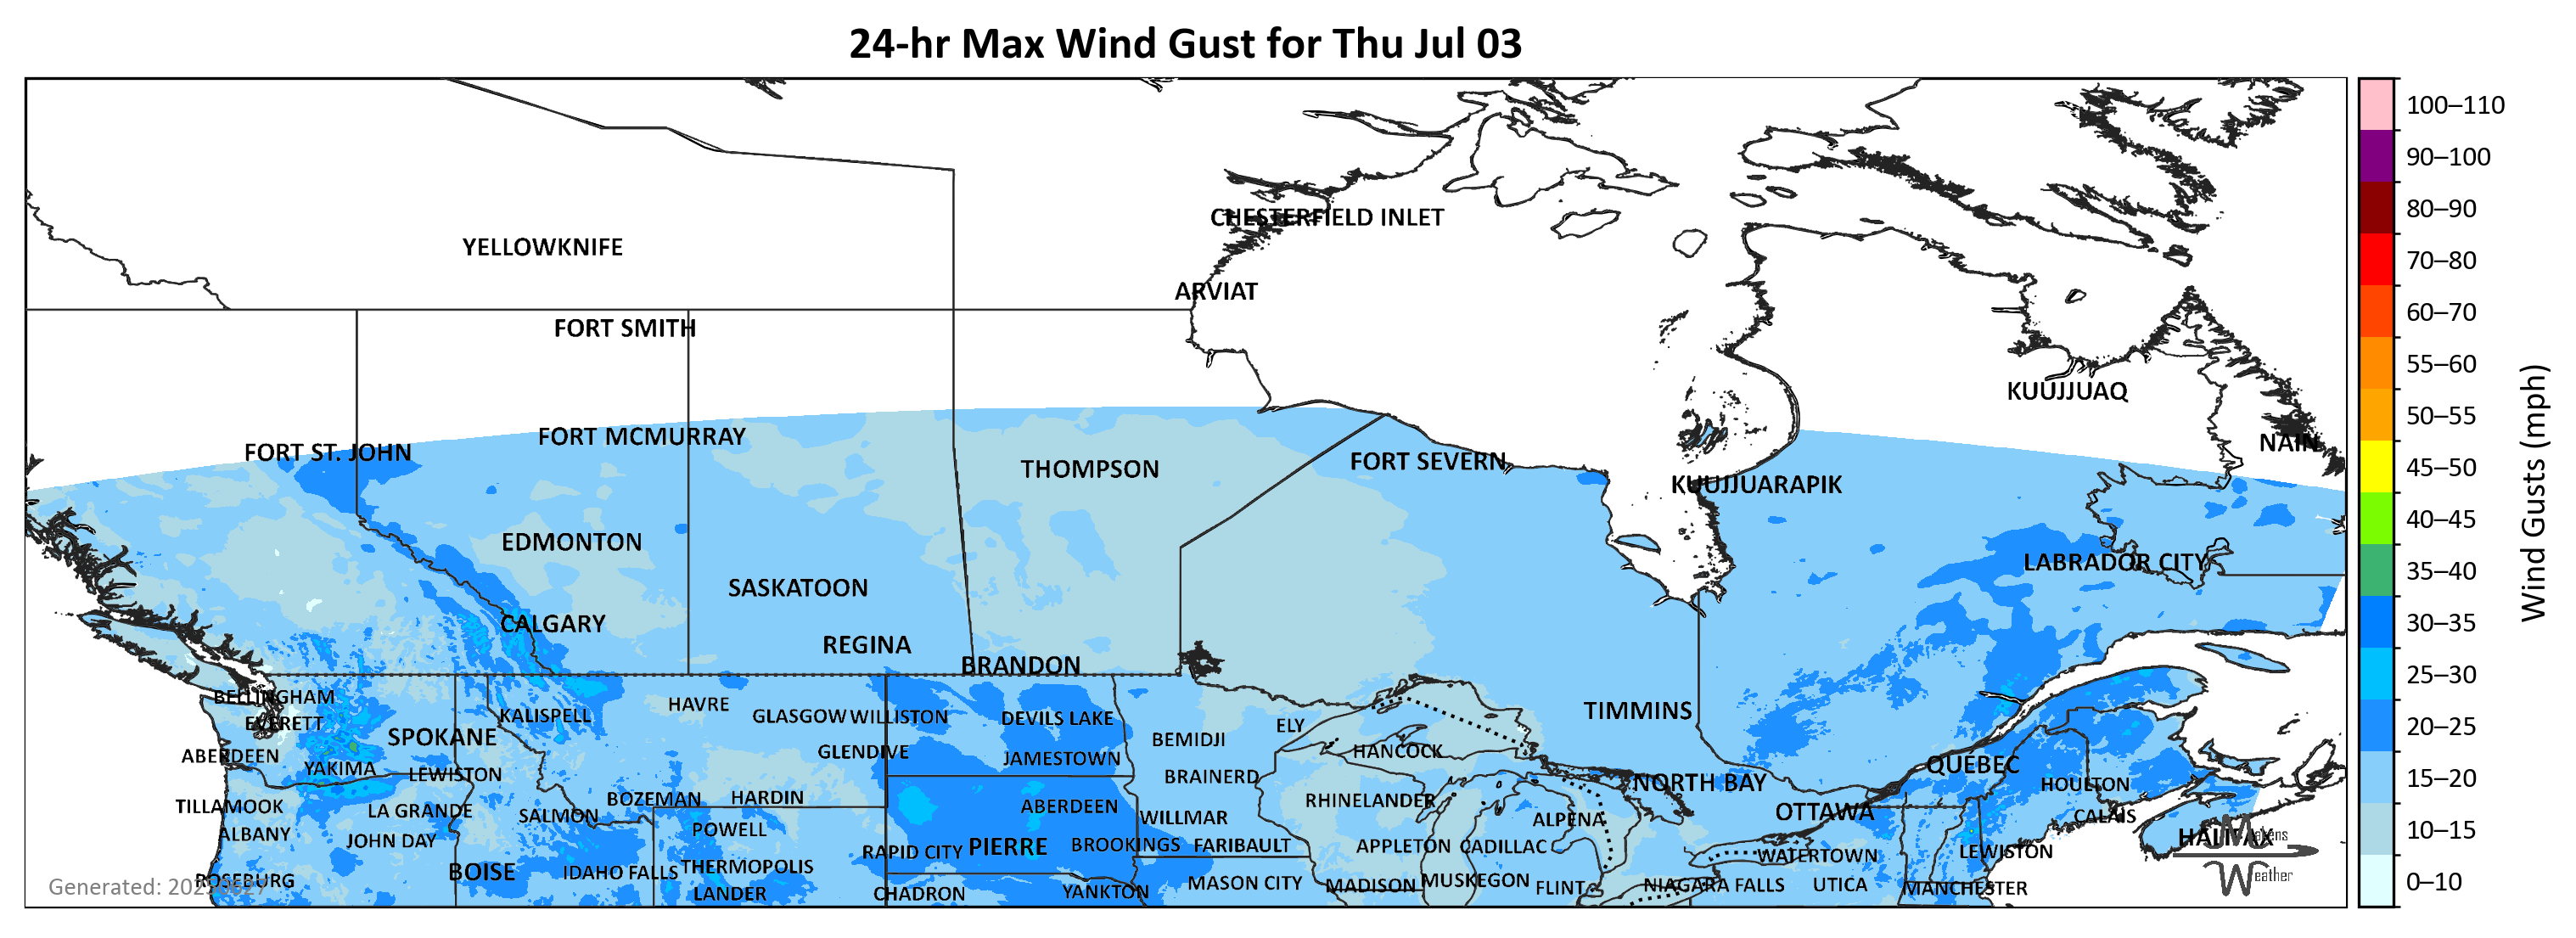 24-hr Max Wind Gust for Thu Jul 03
100–110
90–100
80–90
70–80
60–70
55–60
50–55
45–50
40–45
35–40
30–35
25–30
20–25
15–20
10–15
0–10
Wind Gusts (mph)
CHESTERFIELD INLET
YELLOWKNIFE
ARVIAT
FORT SMITH
KUUJJUAQ
FORT MCMURRAY
NAIN
FORT ST. JOHN
THOMPSON
FORT SEVERN
KUUJJUARAPIK
EDMONTON
LABRADOR CITY
SASKATOON
CALGARY
REGINA
BRANDON
BELLINGHAM
HAVRE
TIMMINS
KALISPELL
GLASGOW
WILLISTON
DEVILS LAKE
EVERETT
ELY
SPOKANE
BEMIDJI
HANCOCK
ABERDEEN
GLENDIVE
JAMESTOWN
QUEBEC
YAKIMA
LEWISTON
BRAINERD
NORTH BAY
HOULTON
BOZEMAN
HARDIN
RHINELANDER
TILLAMOOK
LA GRANDE
ABERDEEN
OTTAWA
SALMON
WILLMAR
ALPENA
CALAIS
ALBANY
POWELL
HALIFAX
JOHN DAY
PIERRE
BROOKINGS
FARIBAULT
APPLETON
CADILLAC
RAPID CITY
WATERTOWN
LEWISTON
BOISE
IDAHO FALLS
THERMOPOLIS
ROSEBURG
MASON CITY
MADISON
MUSKEGON
FLINT
NIAGARA FALLS
UTICA
MANCHESTER
LANDER
CHADRON
YANKTON
Makens
Weather
Generated: